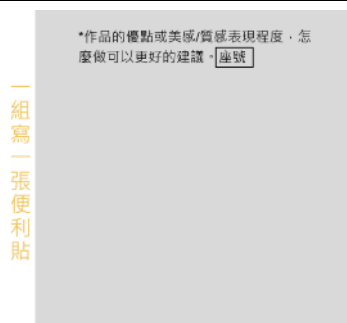 *作品的優點或美感/質感表現程度，怎
麼做可以更好的建議。座號
一組寫一張便利貼